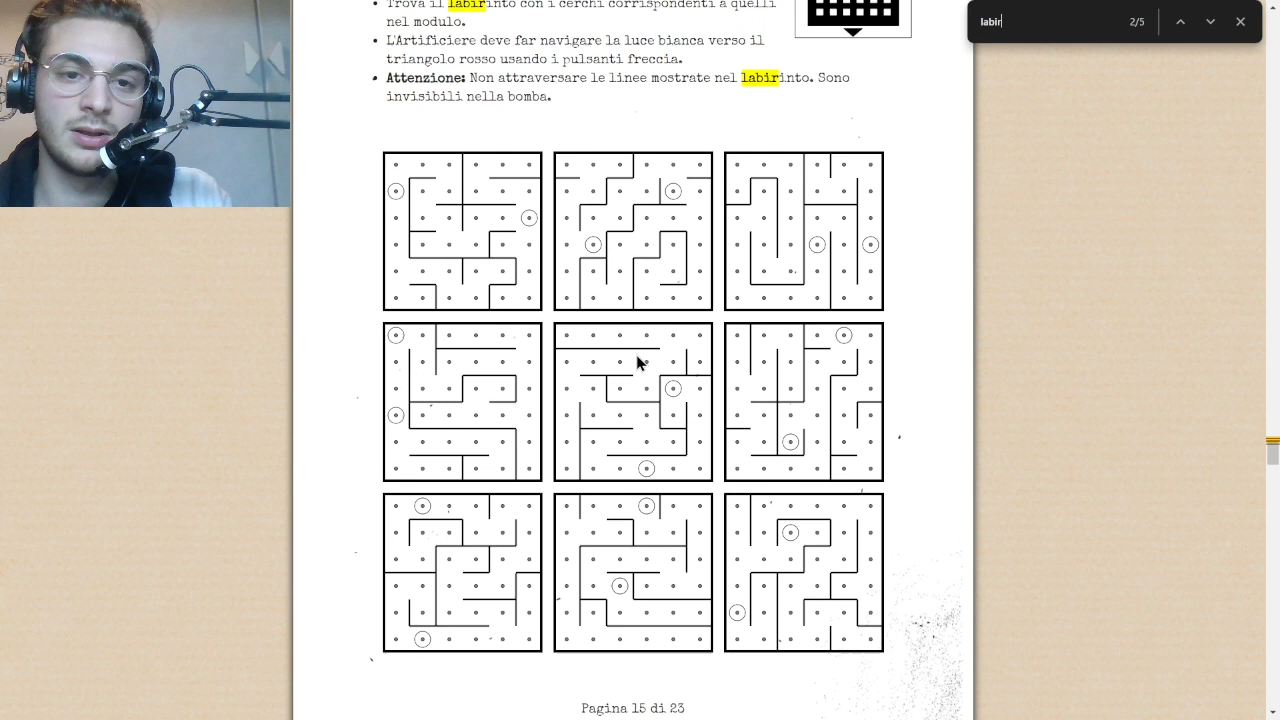 Trova il labirinto con i cerchi corrispondenti a quelli
nel modulo.
L'Artificiere deve far navigare la luce bianca verso il
triangolo rosso usando i pulsanti freccia.
Attenzione: Non attraversare le linee mostrate nel labirinto. Sono
invisibili nella bomba.
labir
2/5
Pagina 15 di 23